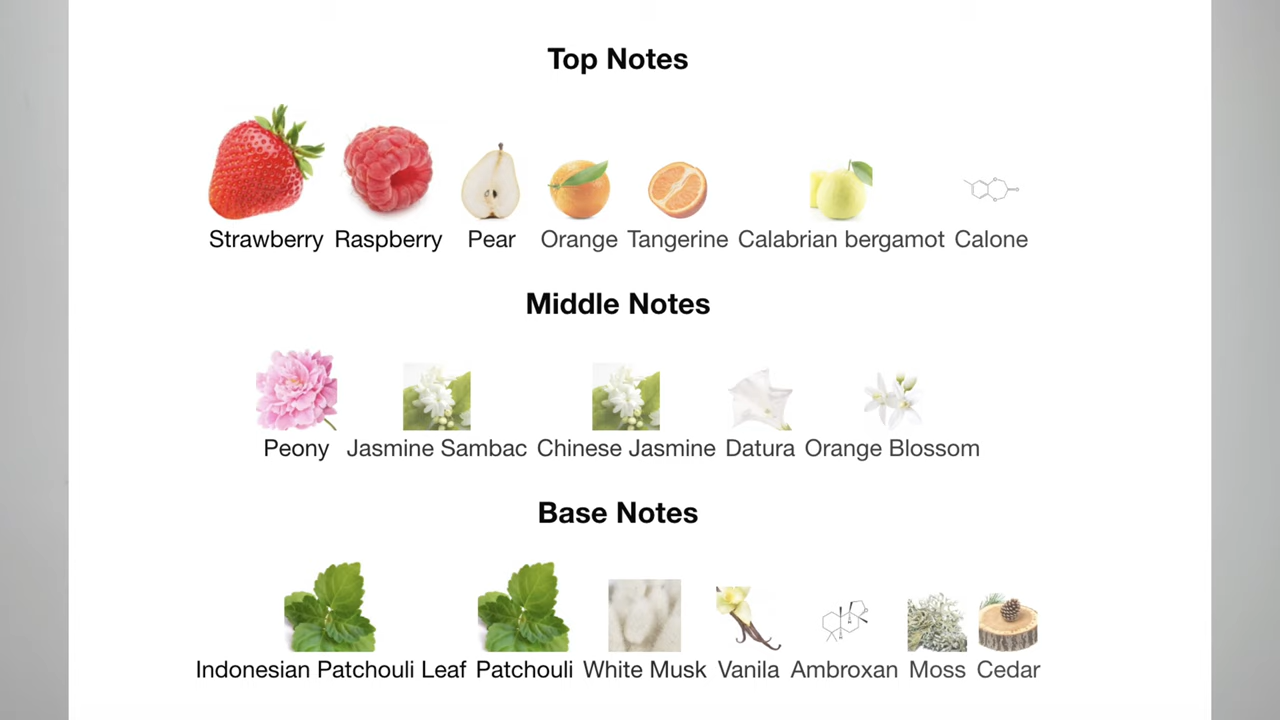 Top Notes
Strawberry Raspberry Pear Orange Tangerine Calabrian bergamot Calone
Middle Notes
Peony Jasmine Sambac Chinese Jasmine Datura Orange Blossom
Base Notes
Indonesian Patchouli Leaf Patchouli White Musk Vanila Ambroxan Moss Cedar